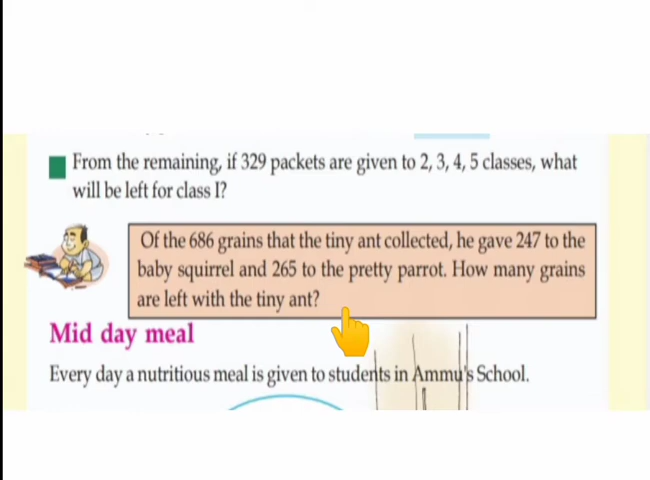 From the remaining, if 329 packets are given to 2, 3, 4, 5 classes, what
will be left for class I?
Of the 686 grains that the tiny ant collected, he gave 247 to the
baby squirrel and 265 to the pretty parrot. How many grains
are left with the tiny ant?
Mid day meal
Every day a nutritious meal is given to students in Ammu's School.